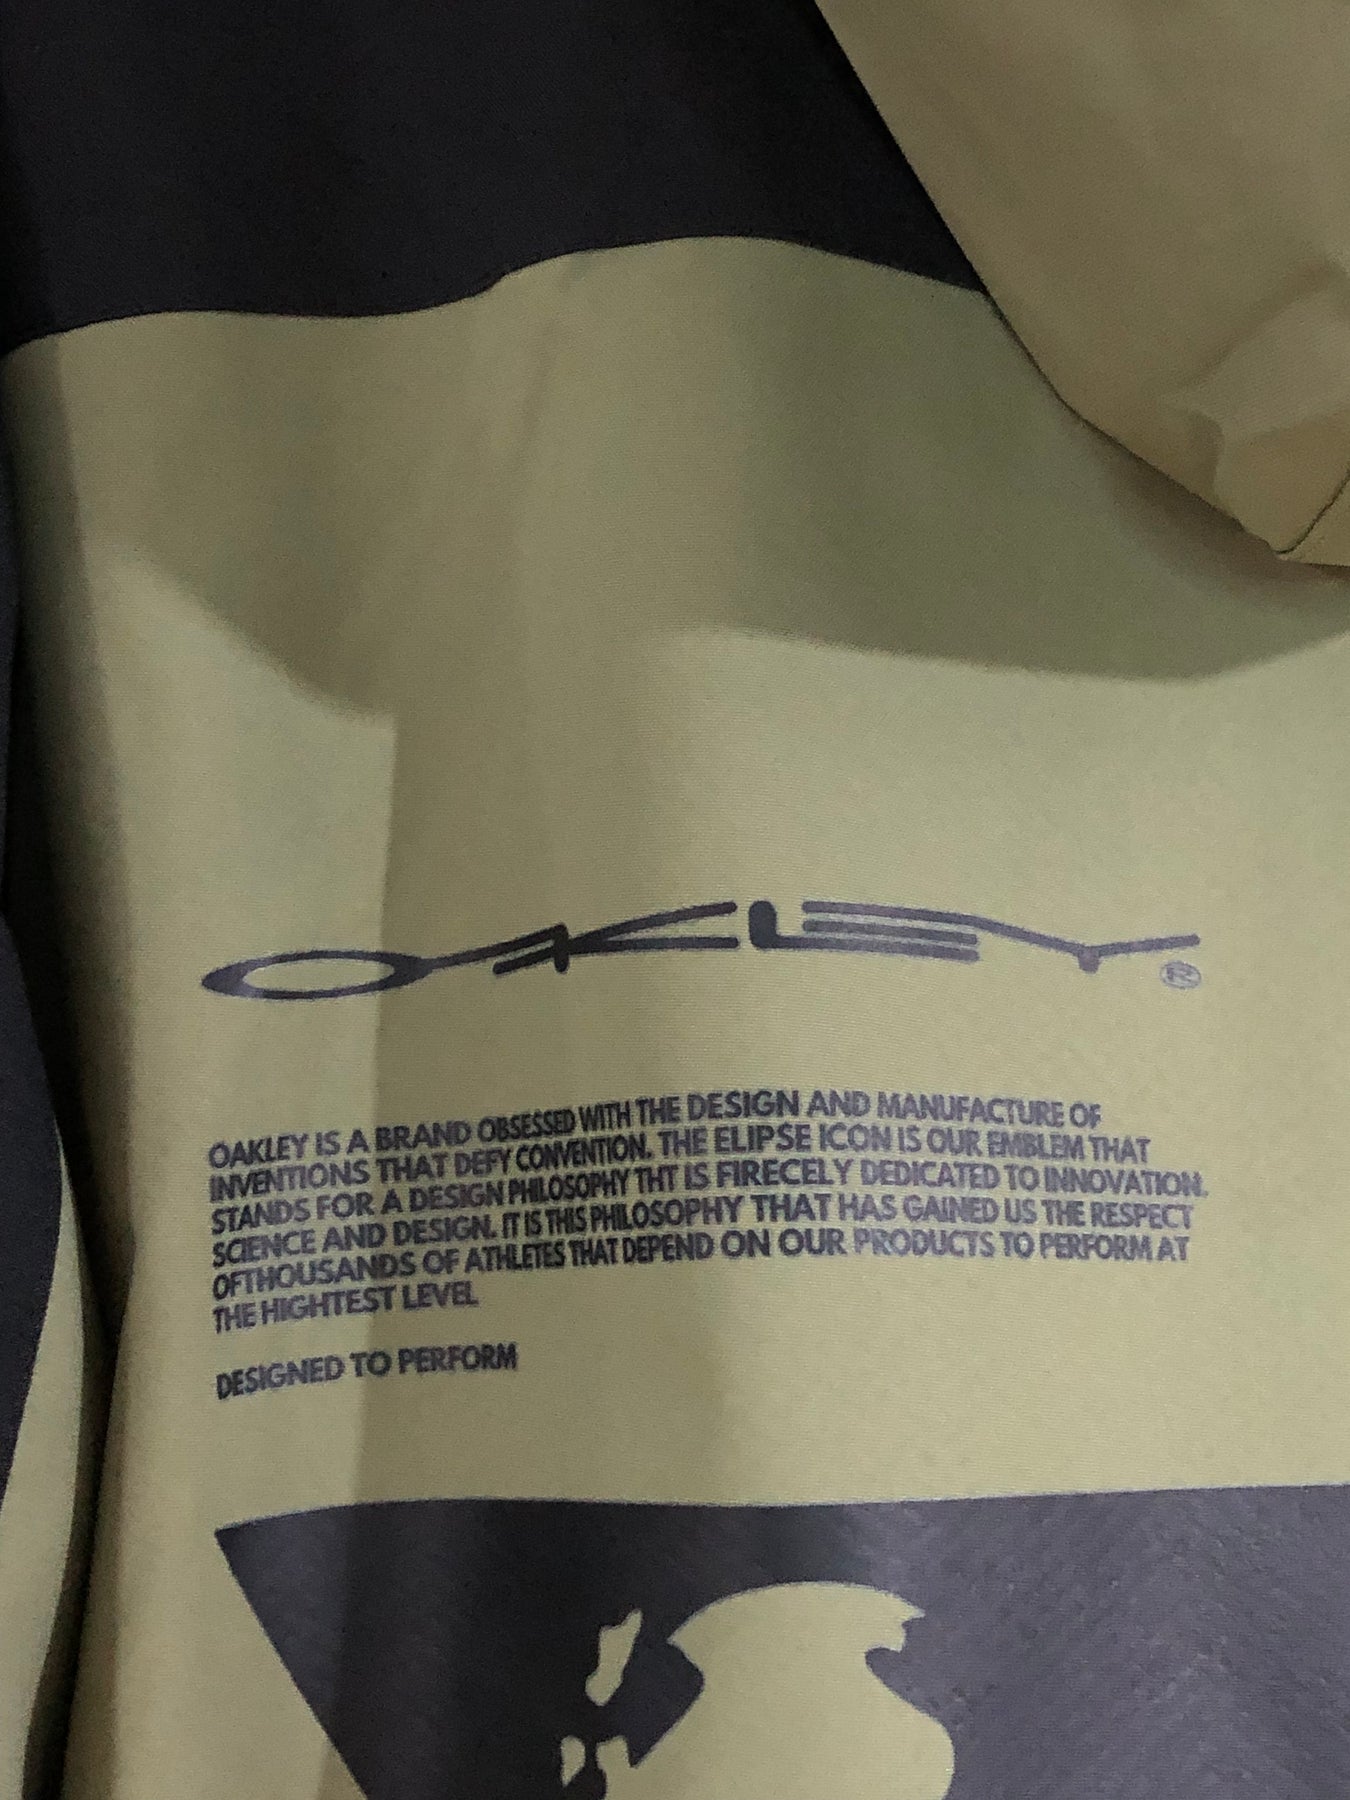 OAKLEY ®
OAKLEY IS A BRAND OBSESSED WITH THE DESIGN AND MANUFACTURE OF
INVENTIONS THAT DEFY CONVENTION. THE ELIPSE ICON IS OUR EMBLEM THAT
STANDS FOR A DESIGN PHILOSOPHY THT IS FIRECELY DEDICATED TO INNOVATION.
SCIENCE AND DESIGN. IT IS THIS PHILOSOPHY THAT HAS GAINED US THE RESPECT
OFTHOUSANDS OF ATHLETES THAT DEPEND ON OUR PRODUCTS TO PERFORM AT
THE HIGHTEST LEVEL
DESIGNED TO PERFORM